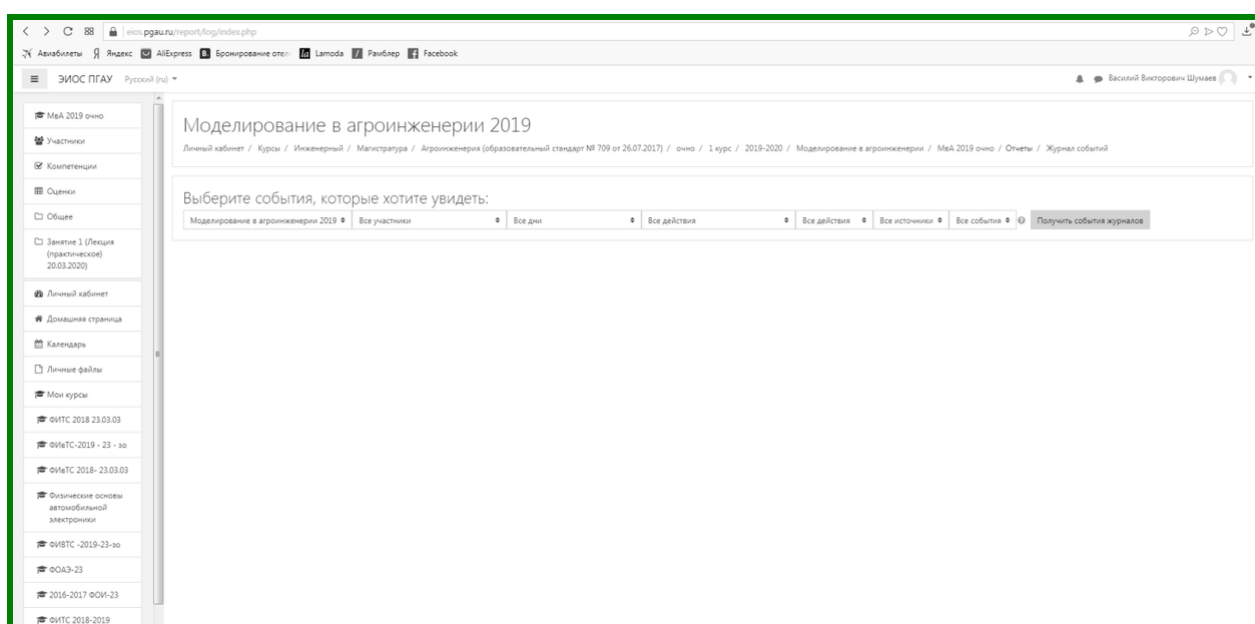 88 eios.pgau.ru/report/log/index.php
Авиабилеты Яндекс AliExpress Бронирование отел Lamoda Рамблер Facebook
ЭИОС ПГАУ Русский (ru) Василий Викторович Шумаев
МвА 2019 очно
Участники
Компетенции
Оценки
Общее
Занятие 1 (Лекция
(практическое)
20.03.2020)
Личный кабинет
Домашняя страница
Календарь
Личные файлы
Мои курсы
ФИТС 2018 23.03.03
ФИвТС-2019 - 23 - зо
ФИвТС 2018- 23.03.03
Физические основы
автомобильной
электроники
ФИВТС -2019-23-зо
ФОАЭ-23
2016-2017 ФОИ-23
ФИТС 2018-2019
Моделирование в агроинженерии 2019
Личный кабинет / Курсы / Инженерный / Магистратура / Агроинженерия (образовательный стандарт № 709 от 26.07.2017) / очно / 1 курс / 2019-2020 / Моделирование в агроинженерии / МвА 2019 очно / Отчеты / Журнал событий
Выберите события, которые хотите увидеть:
Моделирование в агроинженерии 2019 Все участники Все дни Все действия Все действия Все источники Все события Получить события журналов